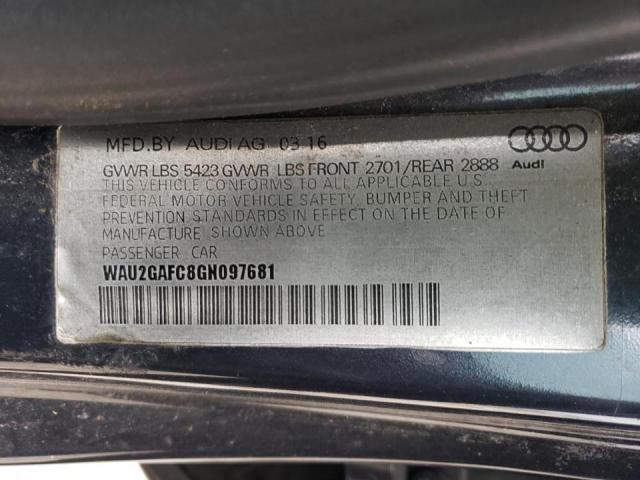 MFD.BY AUDI AG 03 16
GVWR LBS 5423 GVWR LBS FRONT 2701/REAR 2888
Audi
THIS VEHICLE CONFORMS TO ALL APPLICABLE U S
FEDERAL MOTOR VEHICLE SAFETY, BUMPER AND THEFT
PREVENTION STANDARDS IN EFFECT ON THE DATE OF
MANUFACTURE SHOWN ABOVE
PASSENGER CAR
WAU2GAFC8GN097681